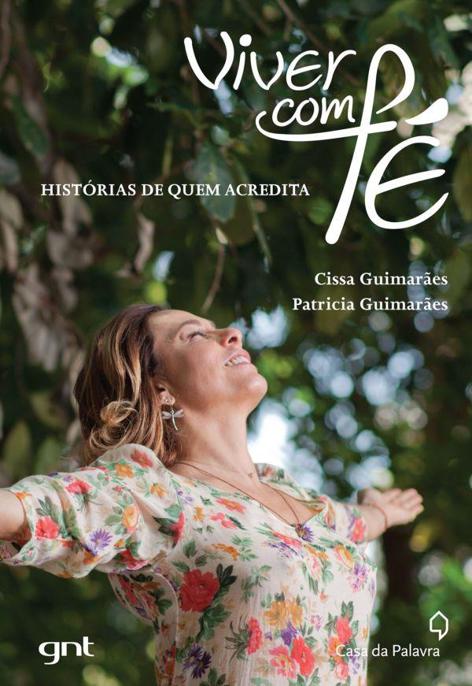 Viver
com
Fé
HISTÓRIAS DE QUEM ACREDITA
Cissa Guimarães
Patricia Guimarães
gnt
Casa da Palavra